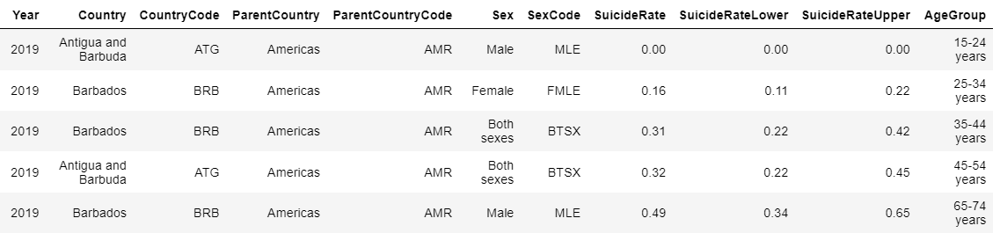 Year Country CountryCode ParentCountry ParentCountryCode Sex SexCode SuicideRate SuicideRateLower SuicideRateUpper AgeGroup
2019 Antigua and Barbuda ATG Americas AMR Male MLE 0.00 0.00 0.00 15-24 years
2019 Barbados BRB Americas AMR Female FMLE 0.16 0.11 0.22 25-34 years
2019 Barbados BRB Americas AMR Both sexes BTSX 0.31 0.22 0.42 35-44 years
2019 Antigua and Barbuda ATG Americas AMR Both sexes BTSX 0.32 0.22 0.45 45-54 years
2019 Barbados BRB Americas AMR Male MLE 0.49 0.34 0.65 65-74 years